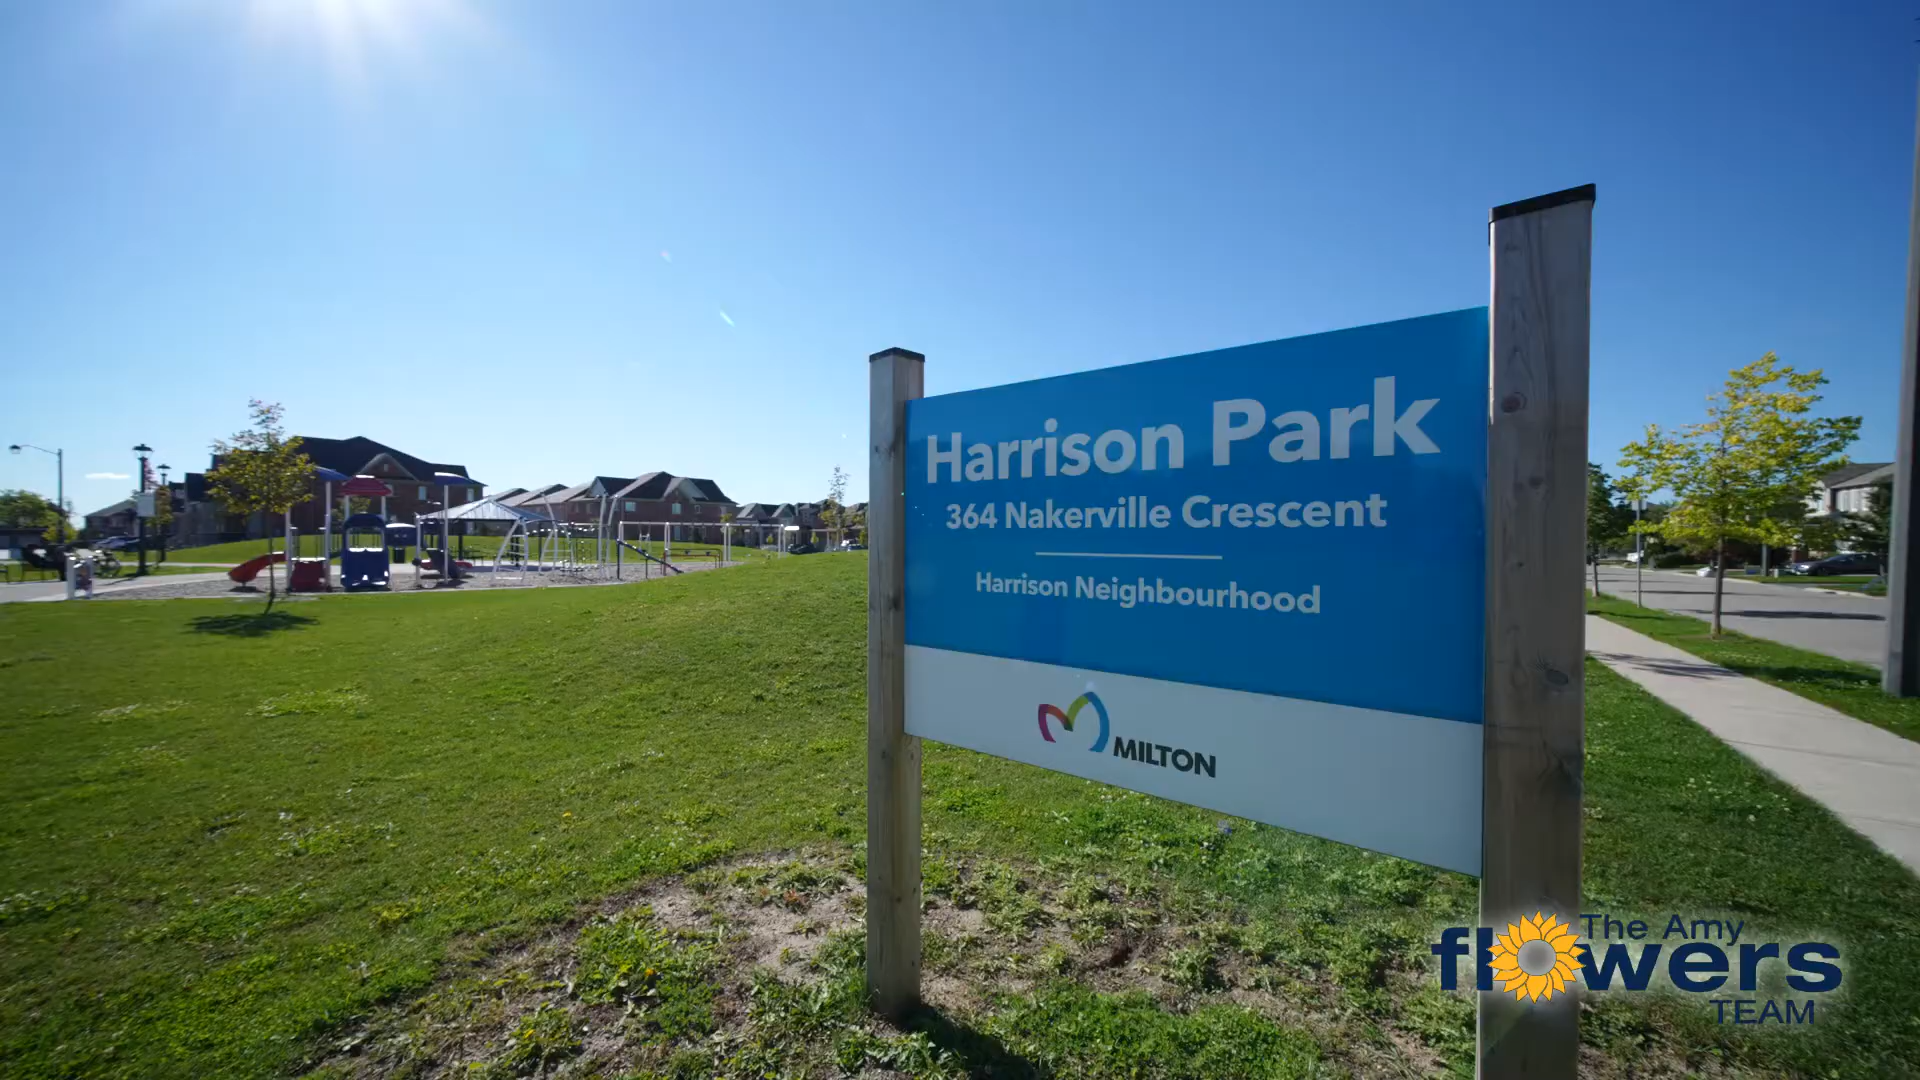 Harrison Park
364 Nakerville Crescent
Harrison Neighbourhood
MILTON
The Amy
flowers
TEAM